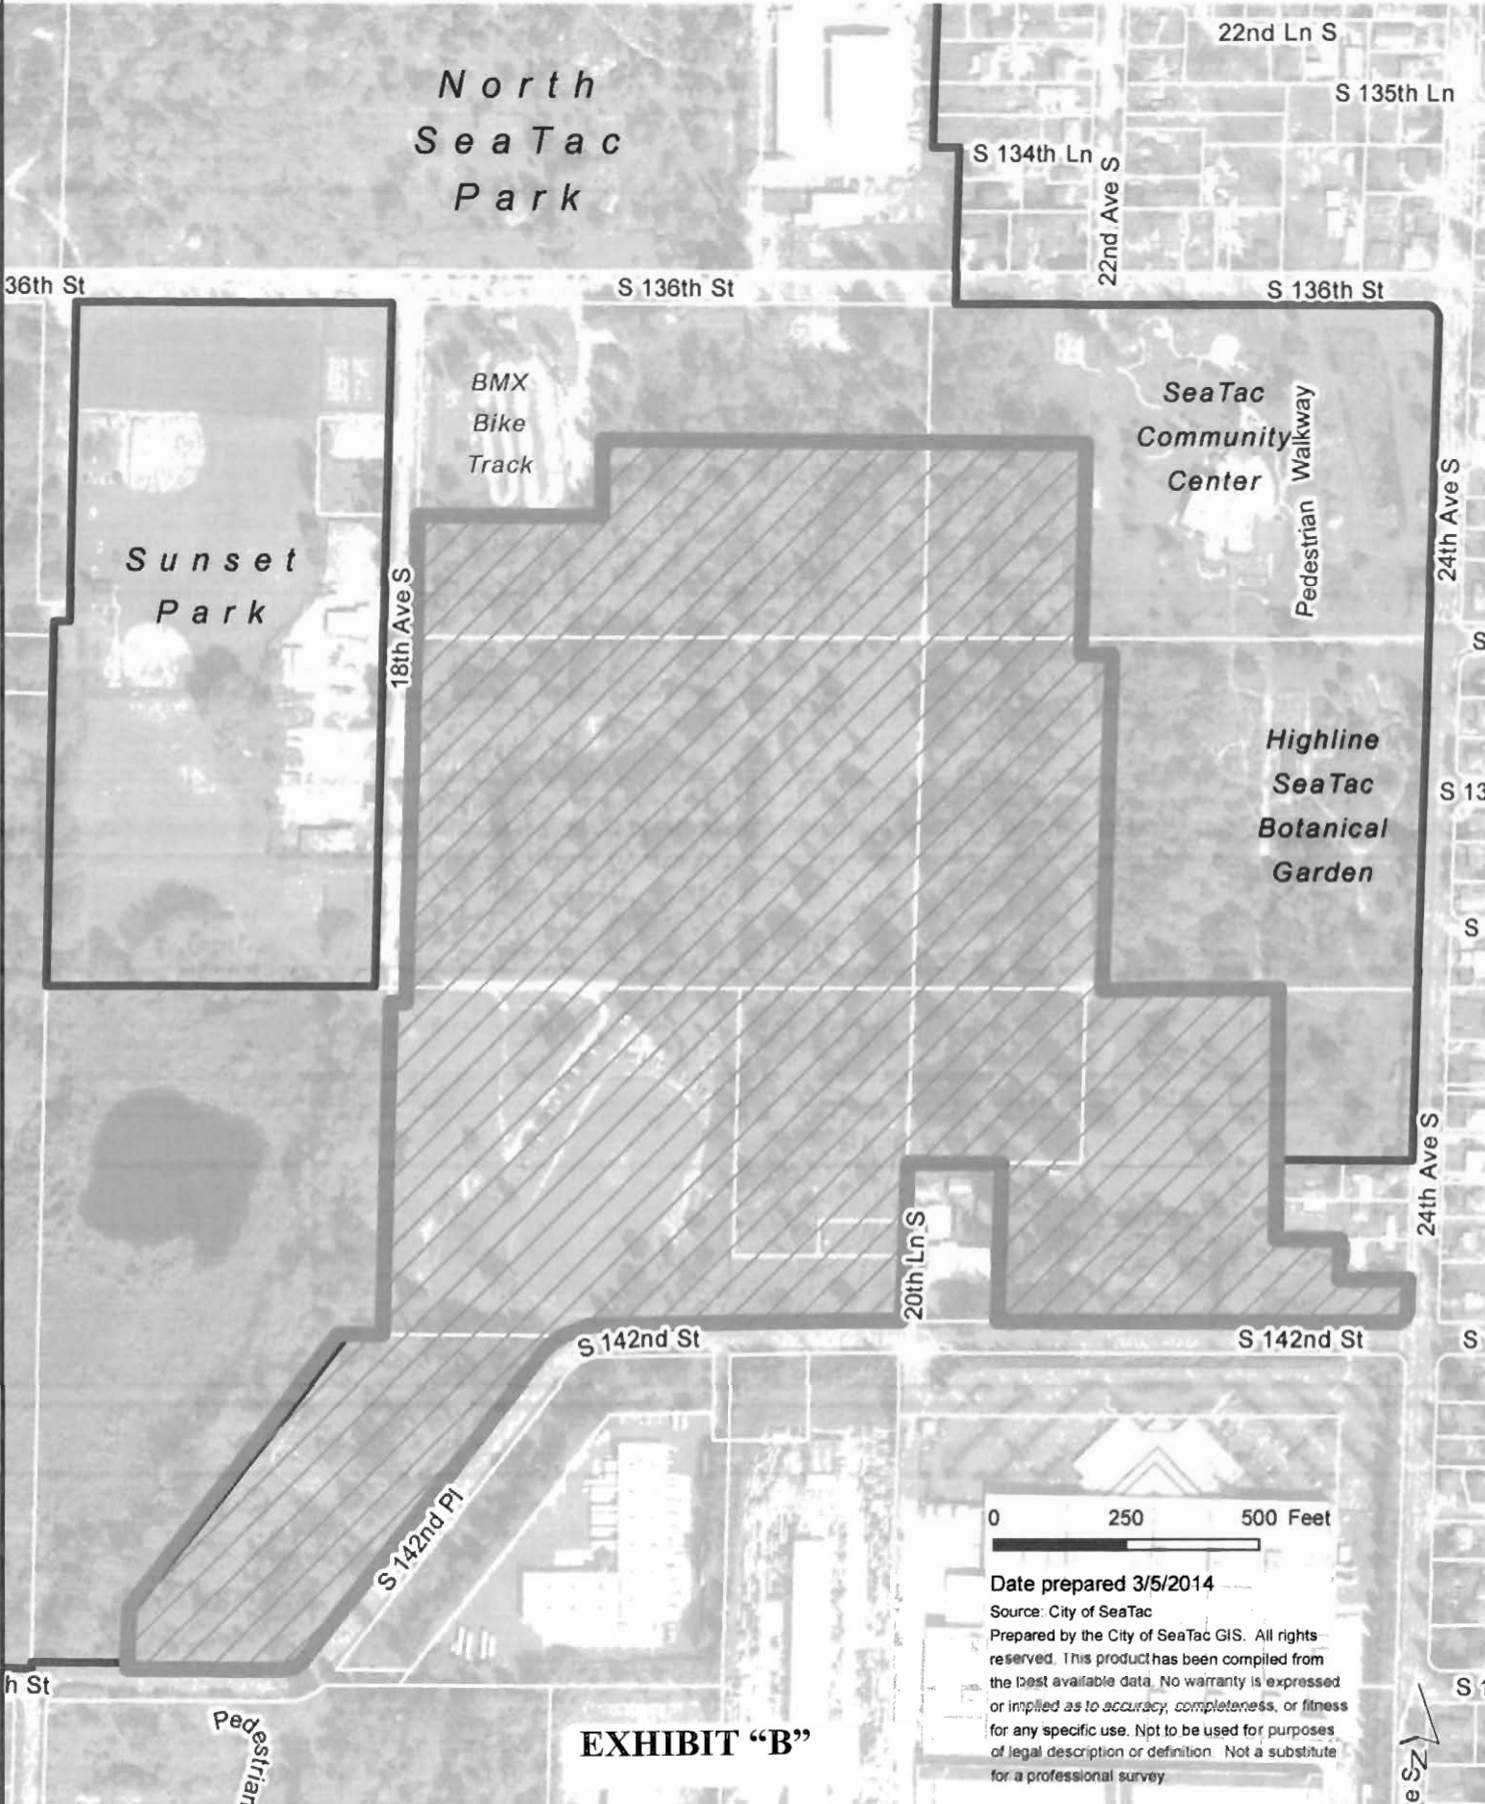 22nd Ln S
North
SeaTac
Park
S 135th Ln
S 134th Ln
22nd Ave S
36th St
S 136th St
S 136th St
BMX
Bike
Track
SeaTac
Community
Center
Pedestrian Walkway
24th Ave S
Sunset
Park
18th Ave S
S
Highline
SeaTac
Botanical
Garden
S 13
S
24th Ave S
20th Ln S
S 142nd St
S 142nd St
S
S 142nd Pl
0 250 500 Feet
Date prepared 3/5/2014
Source: City of SeaTac
Prepared by the City of SeaTac GIS. All rights
reserved. This product has been compiled from
the best available data. No warranty is expressed
or implied as to accuracy, completeness, or fitness
for any specific use. Not to be used for purposes
of legal description or definition. Not a substitute
for a professional survey.
h St
S 1
Pedestrian
EXHIBIT “B”
N
e S